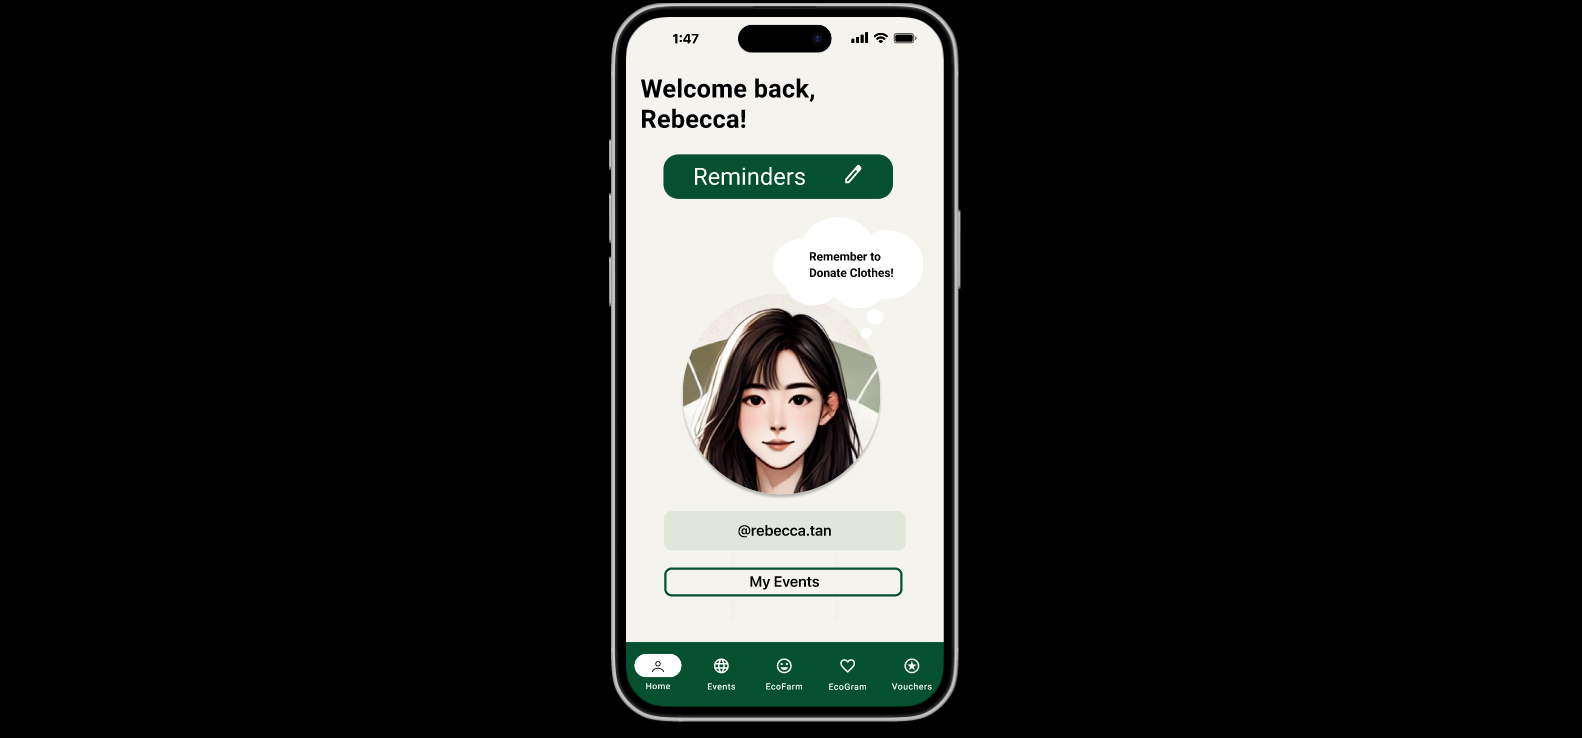 1:47
Welcome back,
Rebecca!
Reminders
Remember to
Donate Clothes!
@rebecca.tan
My Events
Home
Events
EcoFarm
EcoGram
Vouchers